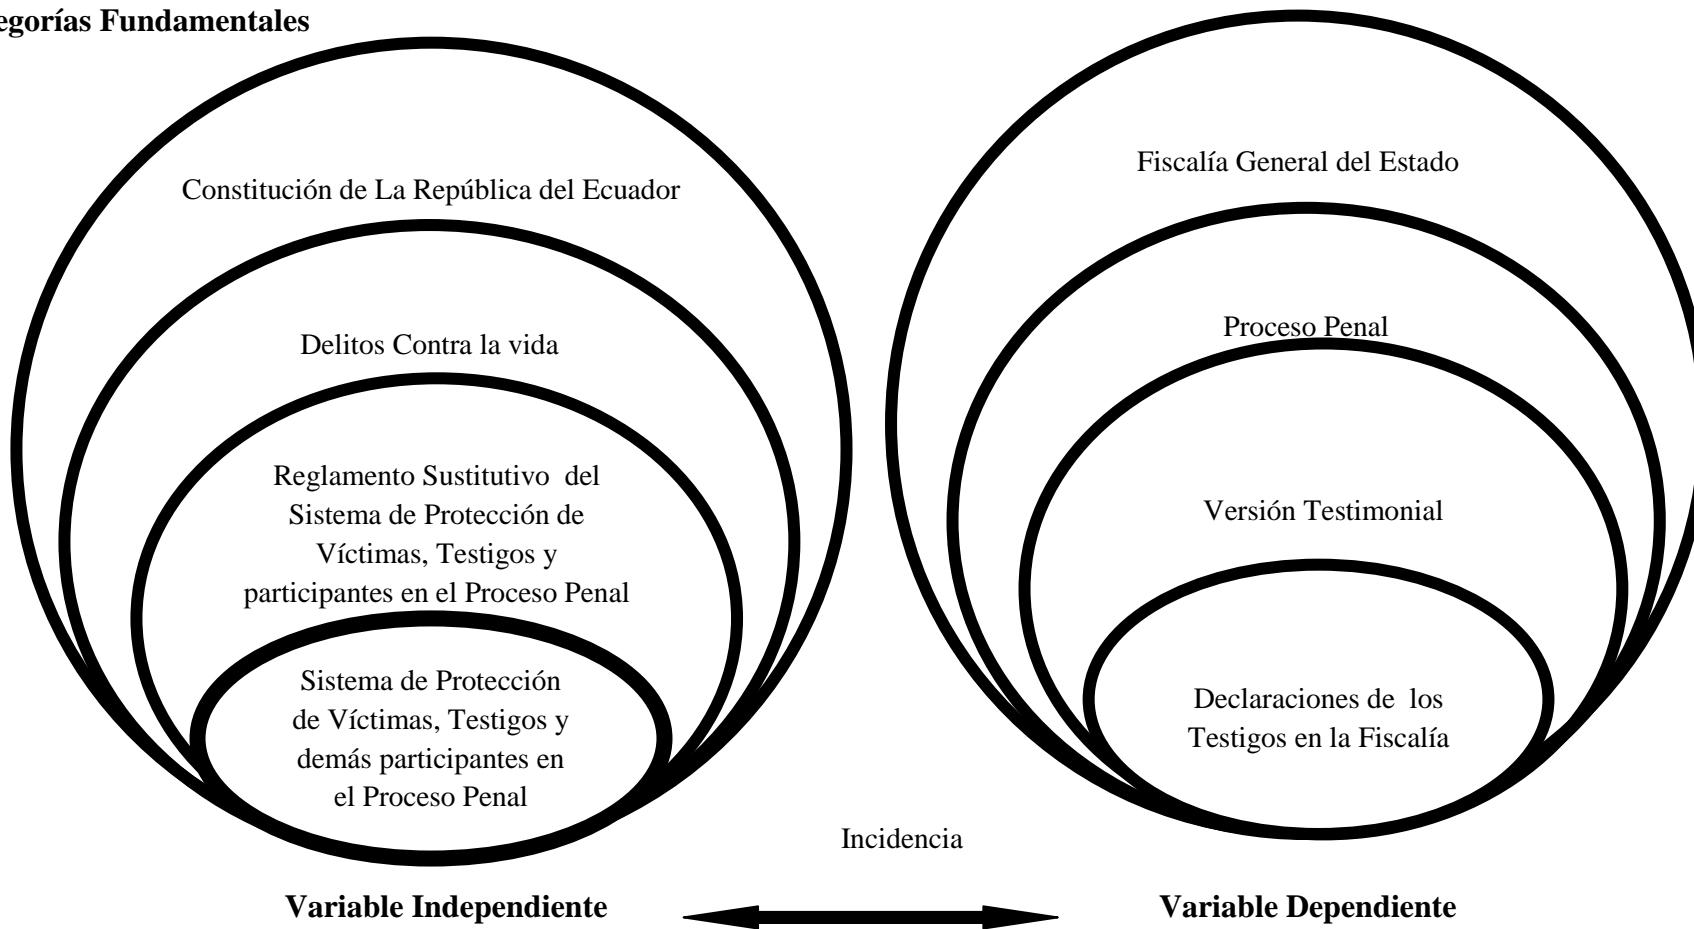 egorías Fundamentales
Constitución de La República del Ecuador
Delitos Contra la vida
Reglamento Sustitutivo del
Sistema de Protección de
Víctimas, Testigos y
participantes en el Proceso Penal
Sistema de Protección
de Víctimas, Testigos y
demás participantes en
el Proceso Penal
Variable Independiente
Incidencia
Fiscalía General del Estado
Proceso Penal
Versión Testimonial
Declaraciones de los
Testigos en la Fiscalía
Variable Dependiente